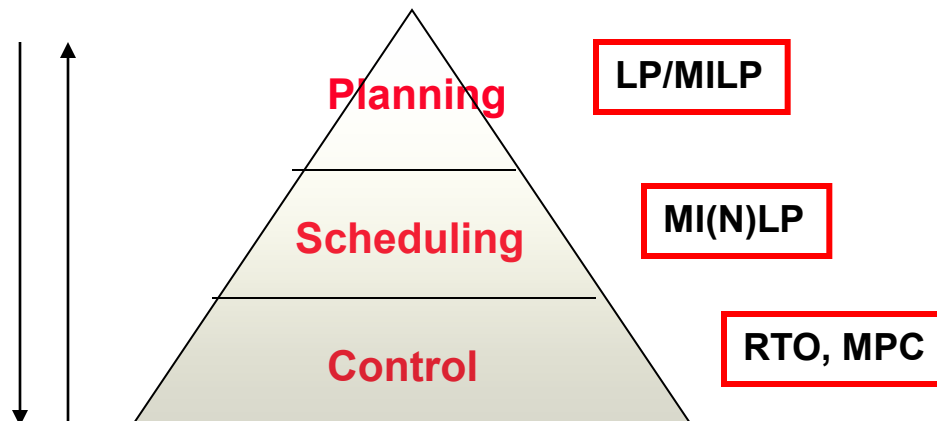 Planning
LP/MILP
Scheduling
MI(N)LP
Control
RTO, MPC